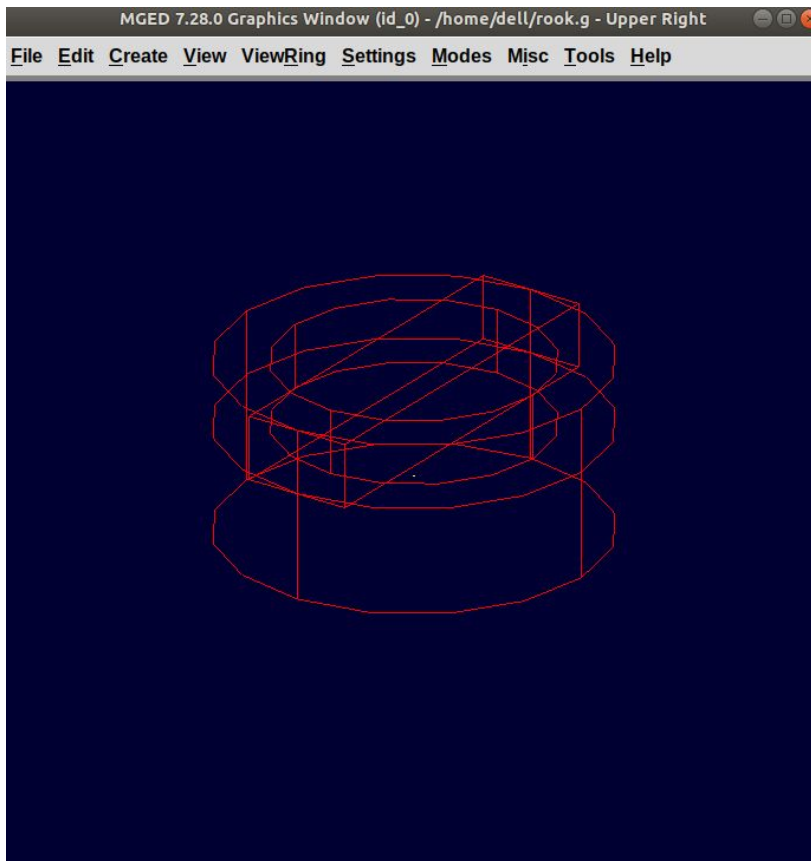 MGED 7.28.0 Graphics Window (id_0) - /home/dell/rook.g - Upper Right
File Edit Create View ViewRing Settings Modes Misc Tools Help